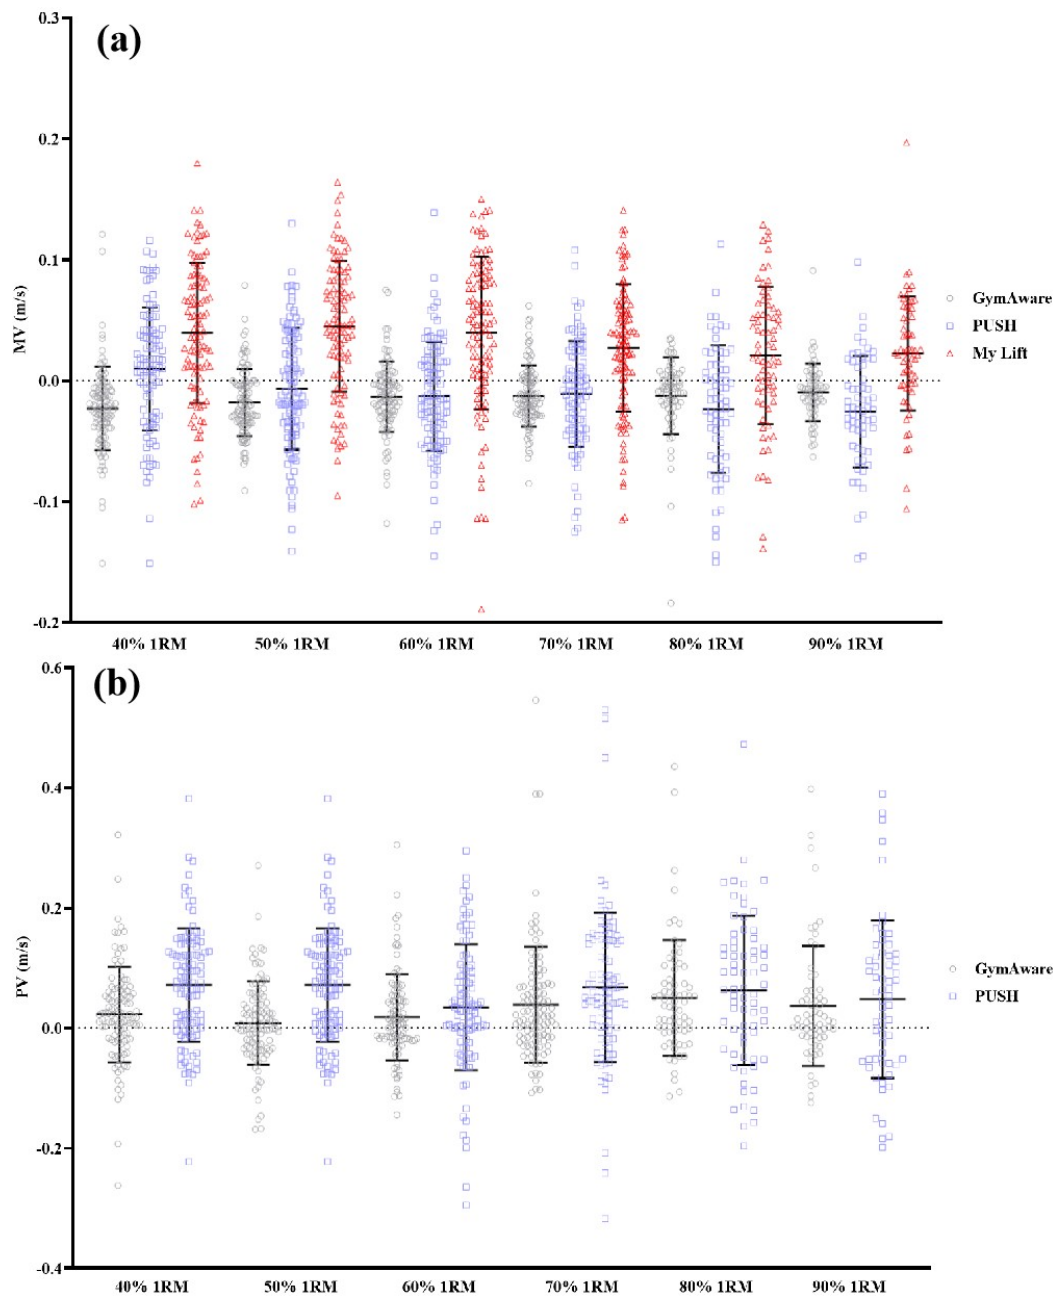 (a)
0.3
0.2
0.1
0.0
-0.1
-0.2
MV (m/s)
GymAware
PUSH
My Lift
40% 1RM 50% 1RM 60% 1RM 70% 1RM 80% 1RM 90% 1RM
(b)
0.6
0.4
0.2
0.0
-0.2
-0.4
PV (m/s)
GymAware
PUSH
40% 1RM 50% 1RM 60% 1RM 70% 1RM 80% 1RM 90% 1RM